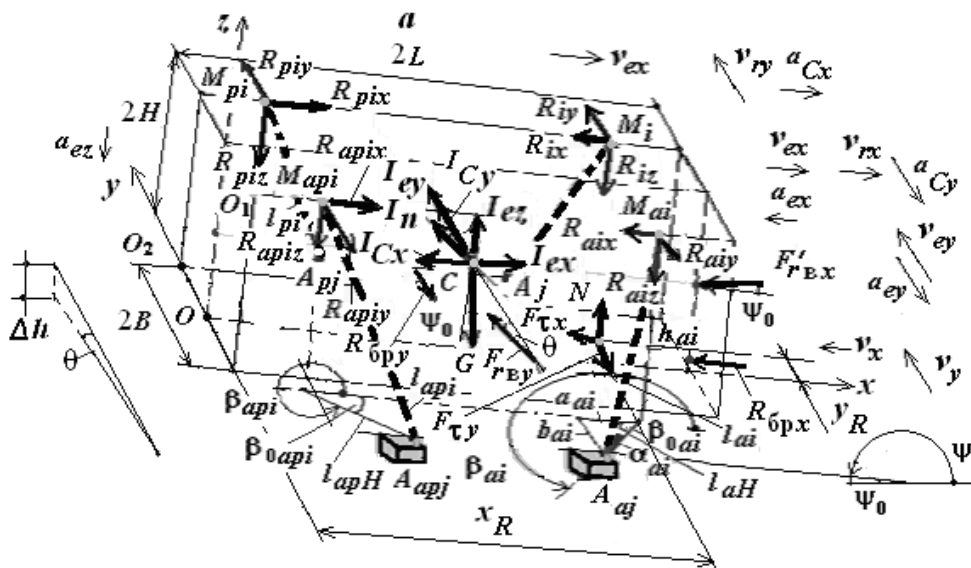 z
a
2L
v_ex
v_ry
a_Cx
R_piy
M_pi
R_pix
R_iy
M_i
2H
R_ix
a_ez
R_apix
I_Cy
R_iz
v_ex
v_rx
a_Cy
R_piz
M_api
I_ey
M_ai
a_ex
y
O_1
l_pi
I_n
I_ez
R_aix
v_ey
O_2
R_apiz
I_Cx
R_aiy
F'_rвx
a_ey
A_pj
C
I_ex
A_j
R_aiz
N
Ψ_0
O
R_apiy
Ψ_0
F_τx
h_ai
Δh
2B
R_брy
G
F_rвy
θ
v_x
v_y
θ
x
β_api
l_api
F_τy
a_ai
l_ai
R_брx
y_R
β_0api
b_ai
β_0ai
Ψ
l_apH
A_apj
β_ai
α_ai
l_aH
Ψ_0
x_R
A_aj